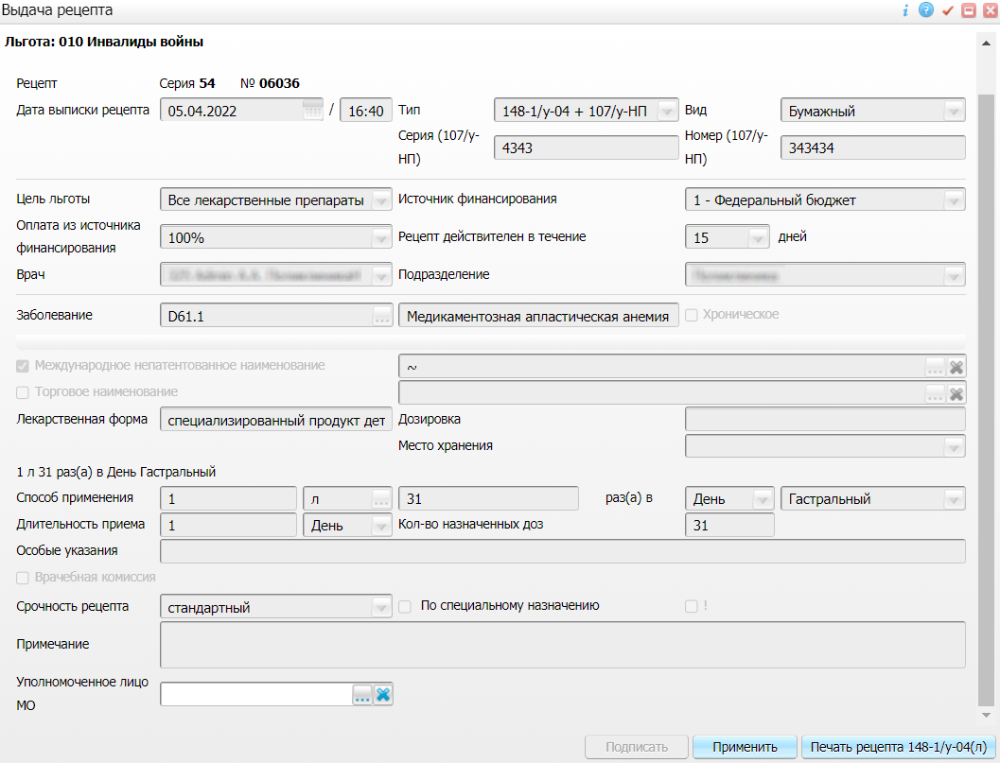 Выдача рецепта
Льгота: 010 Инвалиды войны
Рецепт Серия 54 № 06036
Дата выписки рецепта 05.04.2022 / 16:40 Тип 148-1/у-04 + 107/у-НП Вид Бумажный
Серия (107/у-НП) 4343 Номер (107/у-НП) 343434
Цель льготы Все лекарственные препараты Источник финансирования 1 - Федеральный бюджет
Оплата из источника финансирования 100% Рецепт действителен в течение 15 дней
Врач Подразделение
Заболевание D61.1 ... Медикаментозная апластическая анемия Хроническое
Международное непатентованное наименование ~ ...
Торговое наименование ...
Лекарственная форма специализированный продукт дет Дозировка
Место хранения
1 л 31 раз(а) в День Гастральный
Способ применения 1 л ... 31 раз(а) в День Гастральный
Длительность приема 1 День Кол-во назначенных доз 31
Особые указания
Врачебная комиссия
Срочность рецепта стандартный По специальному назначению !
Примечание
Уполномоченное лицо МО ...
Подписать Применить Печать рецепта 148-1/у-04(л)